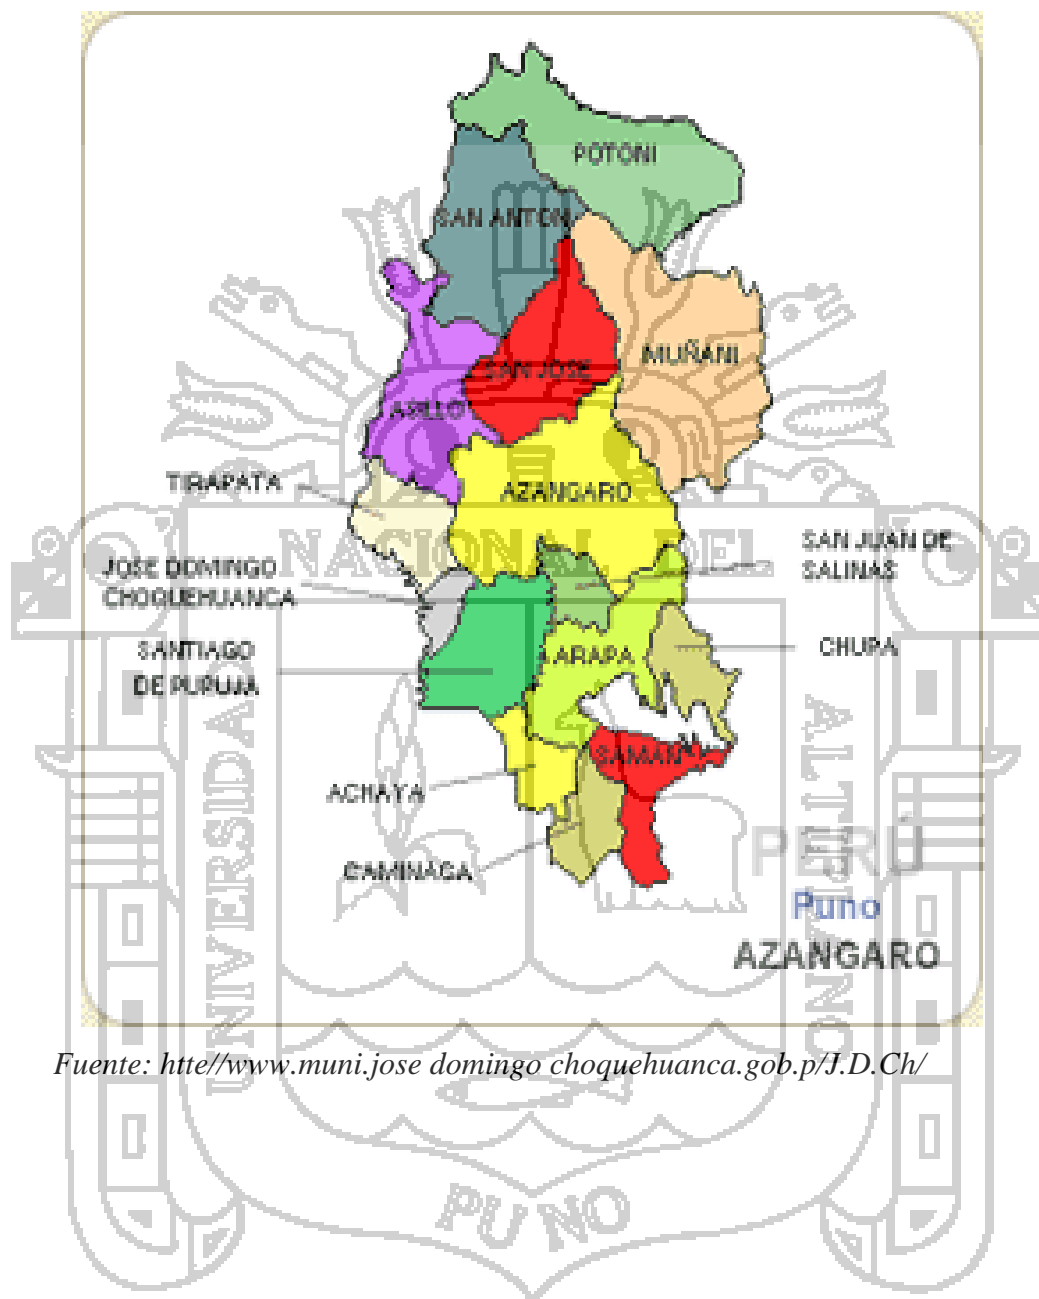 POTONI
SAN ANTON
MUÑANI
SAN JOSE
ASILLO
TIRAPATA
AZANGARO
NACIONAL DEL
SAN JUAN DE
SALINAS
JOSE DOMINGO
CHOQUEHUANCA
SANTIAGO
DE PUPUJA
ARAPA
CHUPA
SAMAN
ACHAYA
CAMINACA
UNIVERSIDAD
ALTIPLANO
PERÚ
Puno
AZANGARO
Fuente: htte//www.muni.jose domingo choquehuanca.gob.p/J.D.Ch/
PUNO